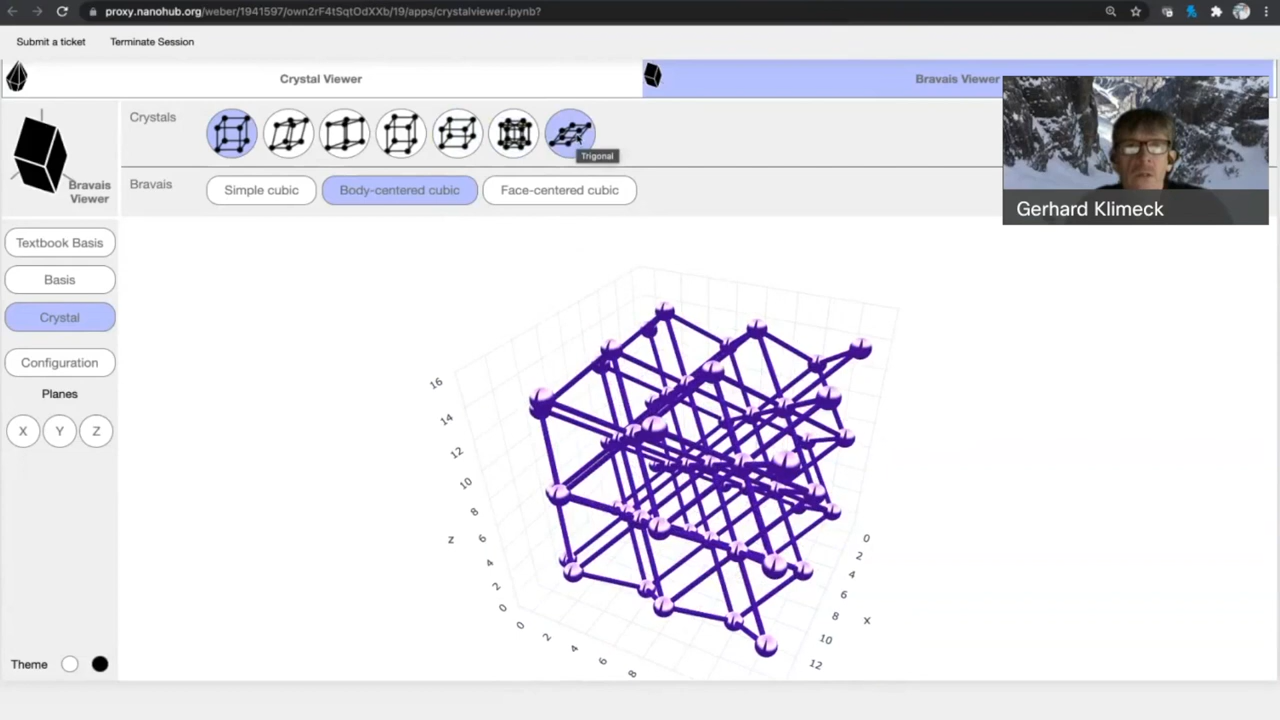 proxy.nanohub.org/weber/1941597/own2rF4tSqtOdXXb/19/apps/crystalviewer.ipynb?
Submit a ticket Terminate Session
Crystal Viewer Bravais Viewer
Crystals
Trigonal
Bravais Simple cubic Body-centered cubic Face-centered cubic
Bravais
Viewer
Gerhard Klimeck
Textbook Basis
Basis
Crystal
Configuration
Planes
X Y Z
16
14
12
10
8
6
4
2
0
z
0
2
4
6
8
0
2
4
6
8
10
12
x
Theme